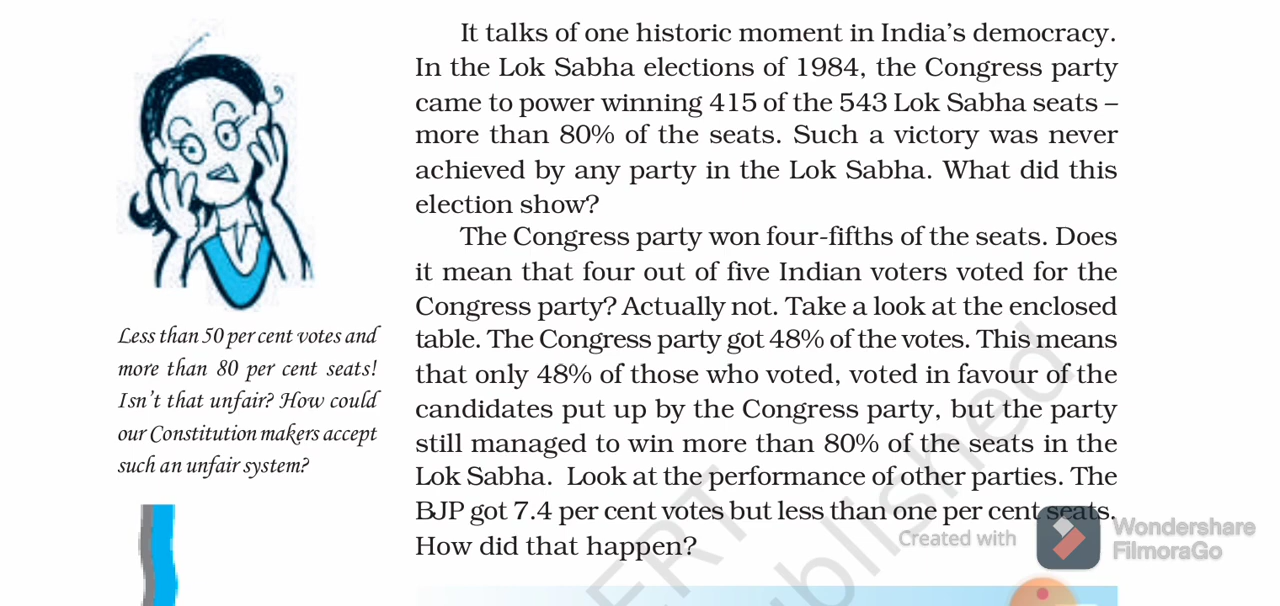 It talks of one historic moment in India's democracy.
In the Lok Sabha elections of 1984, the Congress party
came to power winning 415 of the 543 Lok Sabha seats –
more than 80% of the seats. Such a victory was never
achieved by any party in the Lok Sabha. What did this
election show?
The Congress party won four-fifths of the seats. Does
it mean that four out of five Indian voters voted for the
Congress party? Actually not. Take a look at the enclosed
table. The Congress party got 48% of the votes. This means
that only 48% of those who voted, voted in favour of the
candidates put up by the Congress party, but the party
still managed to win more than 80% of the seats in the
Lok Sabha. Look at the performance of other parties. The
BJP got 7.4 per cent votes but less than one per cent seats.
How did that happen?
Less than 50 per cent votes and
more than 80 per cent seats!
Isn't that unfair? How could
our Constitution makers accept
such an unfair system?
Created with
Wondershare
FilmoraGo